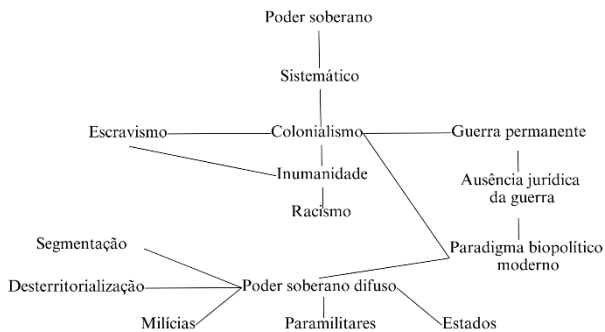 Poder soberano
Sistemático
Escravismo
Colonialismo
Guerra permanente
Inumanidade
Ausência jurídica
da guerra
Racismo
Segmentação
Paradigma biopolítico
moderno
Desterritorialização
Poder soberano difuso
Milícias
Paramilitares
Estados